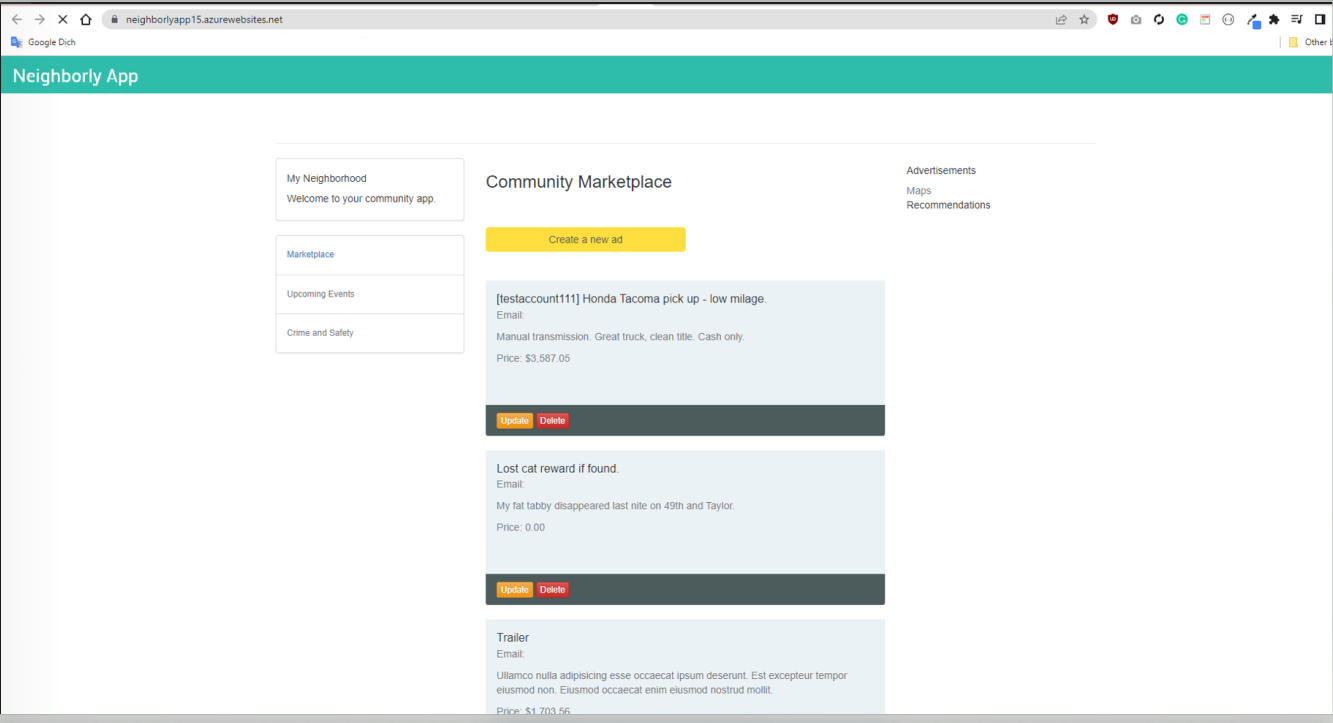 neighborlyapp15.azurewebsites.net
Google Dịch
Other b
Neighborly App
My Neighborhood
Welcome to your community app.
Marketplace
Upcoming Events
Crime and Safety
Community Marketplace
Create a new ad
[testaccount111] Honda Tacoma pick up - low milage.
Email:
Manual transmission. Great truck, clean title. Cash only.
Price: $3,587.05
Update Delete
Lost cat reward if found.
Email:
My fat tabby disappeared last nite on 49th and Taylor.
Price: 0.00
Update Delete
Trailer
Email:
Ullamco nulla adipisicing esse occaecat ipsum deserunt. Est excepteur tempor
eiusmod non. Eiusmod occaecat enim eiusmod nostrud mollit.
Price: $1,703.56
Advertisements
Maps
Recommendations